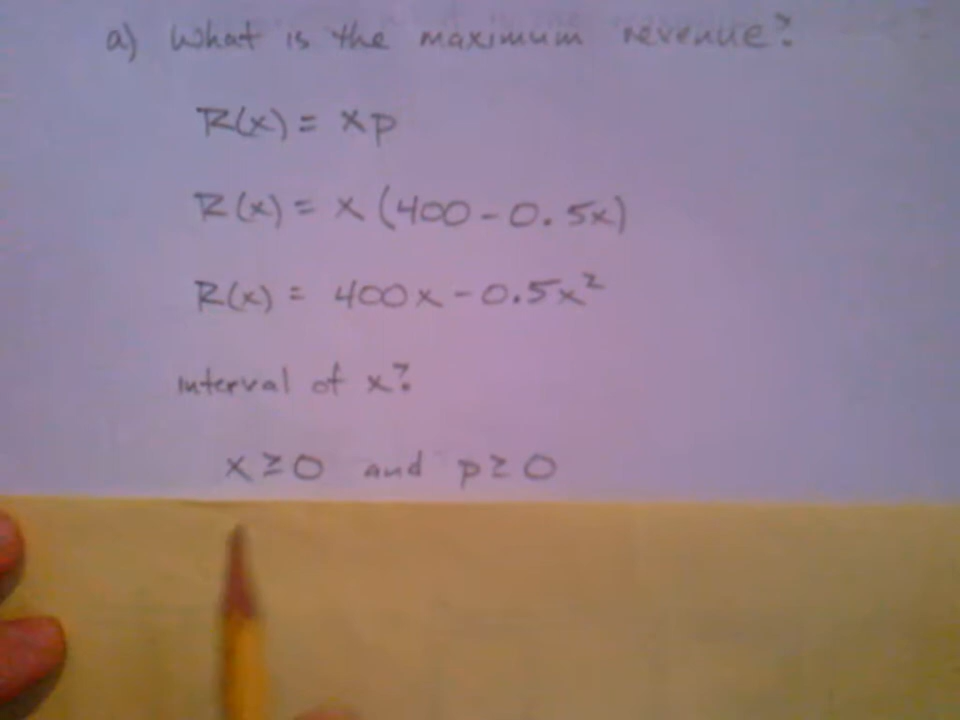 a) What is the maximum revenue?
R(x) = xp
R(x) = x(400-0.5x)
R(x) = 400x-0.5x²
interval of x?
x≥0 and p≥0